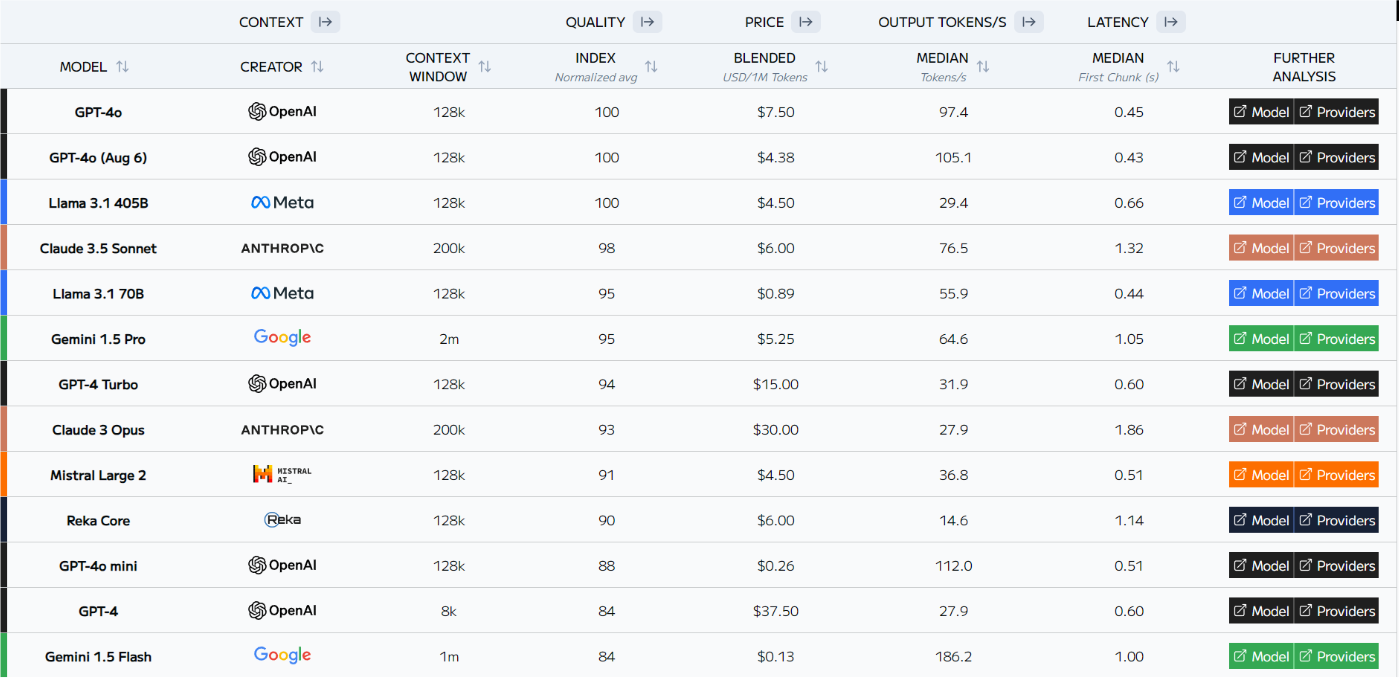 CONTEXT QUALITY PRICE OUTPUT TOKENS/S LATENCY
MODEL CREATOR CONTEXT WINDOW INDEX Normalized avg BLENDED USD/1M Tokens MEDIAN Tokens/s MEDIAN First Chunk (s) FURTHER ANALYSIS
GPT-4o OpenAI 128k 100 $7.50 97.4 0.45 Model Providers
GPT-4o (Aug 6) OpenAI 128k 100 $4.38 105.1 0.43 Model Providers
Llama 3.1 405B Meta 128k 100 $4.50 29.4 0.66 Model Providers
Claude 3.5 Sonnet ANTHROP\C 200k 98 $6.00 76.5 1.32 Model Providers
Llama 3.1 70B Meta 128k 95 $0.89 55.9 0.44 Model Providers
Gemini 1.5 Pro Google 2m 95 $5.25 64.6 1.05 Model Providers
GPT-4 Turbo OpenAI 128k 94 $15.00 31.9 0.60 Model Providers
Claude 3 Opus ANTHROP\C 200k 93 $30.00 27.9 1.86 Model Providers
Mistral Large 2 MISTRAL AI_ 128k 91 $4.50 36.8 0.51 Model Providers
Reka Core Reka 128k 90 $6.00 14.6 1.14 Model Providers
GPT-4o mini OpenAI 128k 88 $0.26 112.0 0.51 Model Providers
GPT-4 OpenAI 8k 84 $37.50 27.9 0.60 Model Providers
Gemini 1.5 Flash Google 1m 84 $0.13 186.2 1.00 Model Providers